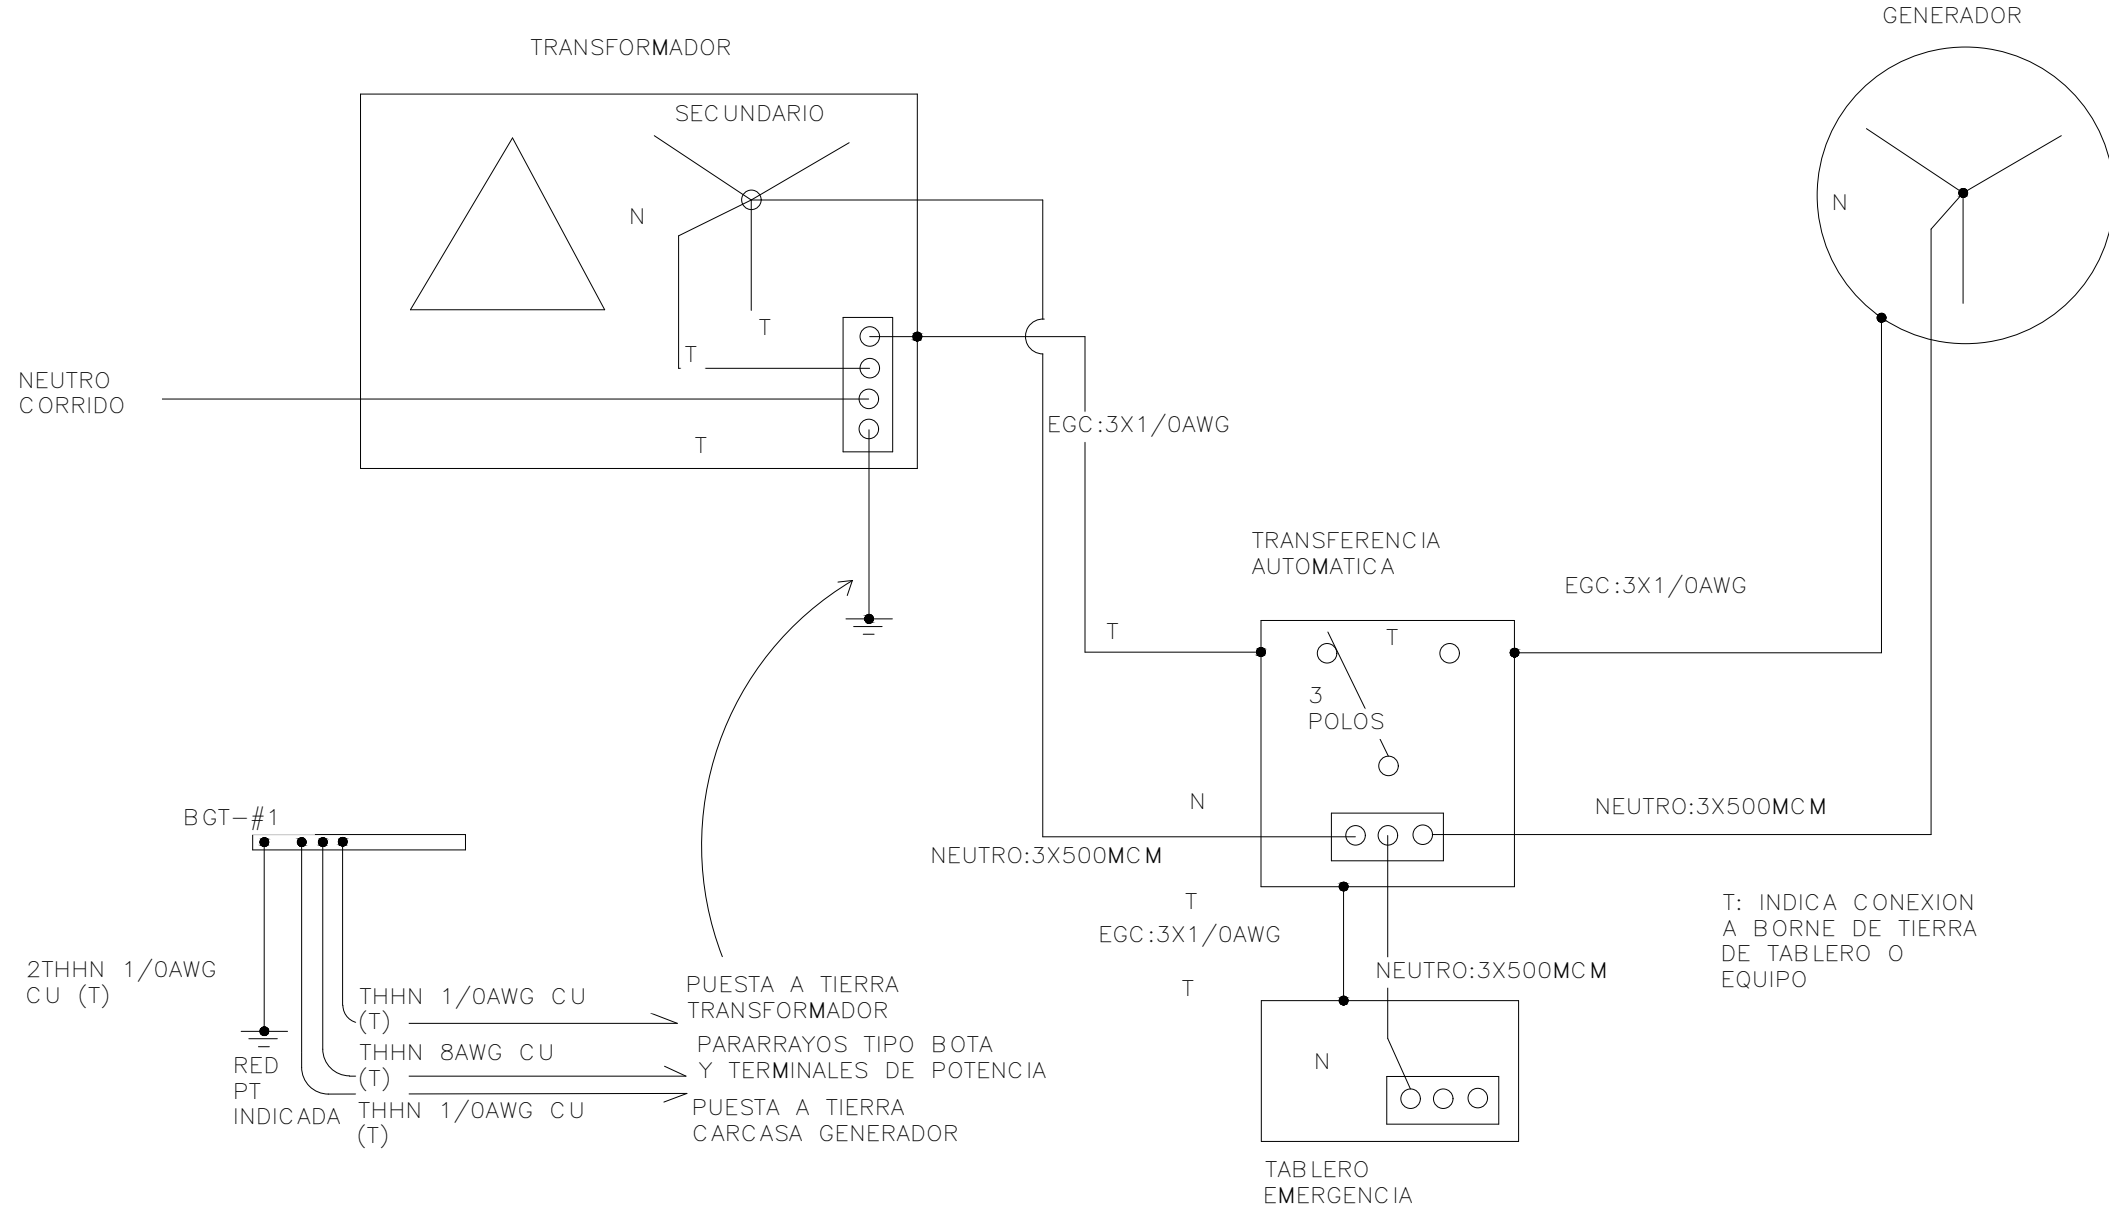 GENERADOR
TRANSFORMADOR
SECUNDARIO
N
N
T
T
NEUTRO
CORRIDO
T
EGC:3X1/0AWG
TRANSFERENCIA
AUTOMATICA
EGC:3X1/0AWG
T
T
3
POLOS
N
NEUTRO:3X500MCM
NEUTRO:3X500MCM
BGT-#1
T
EGC:3X1/0AWG
T: INDICA CONEXION
A BORNE DE TIERRA
DE TABLERO O
EQUIPO
2THHN 1/0AWG
CU (T)
NEUTRO:3X500MCM
T
THHN 1/0AWG CU
(T)
PUESTA A TIERRA
TRANSFORMADOR
THHN 8AWG CU
(T)
PARARRAYOS TIPO BOTA
Y TERMINALES DE POTENCIA
RED
PT
INDICADA
THHN 1/0AWG CU
(T)
PUESTA A TIERRA
CARCASA GENERADOR
N
TABLERO
EMERGENCIA